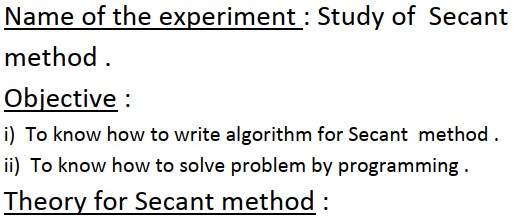 Name of the experiment : Study of Secant
method .
Objective :
i) To know how to write algorithm for Secant method .
ii) To know how to solve problem by programming .
Theory for Secant method :